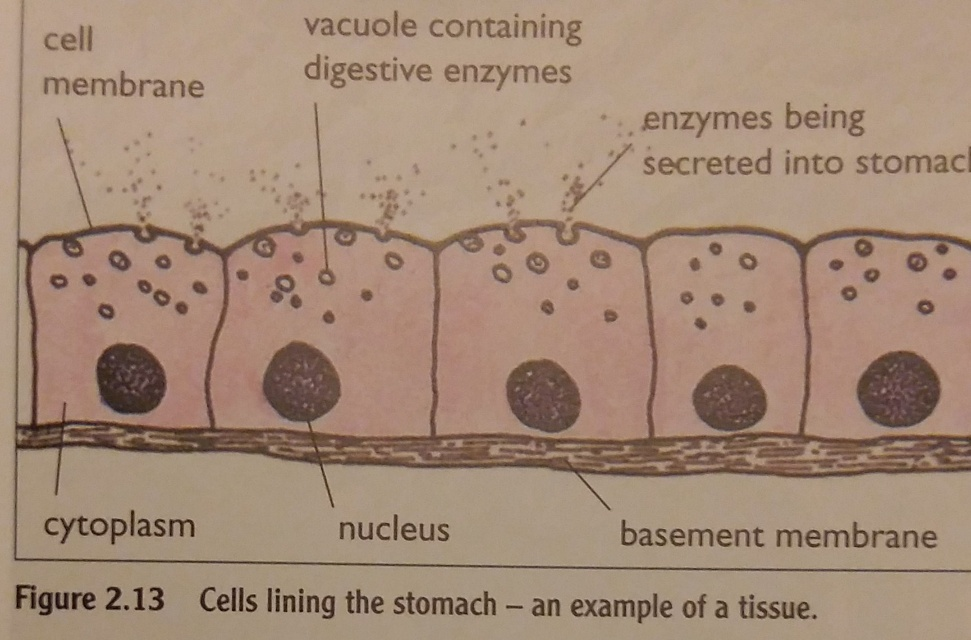 cell
membrane
vacuole containing
digestive enzymes
enzymes being
secreted into stomach
cytoplasm
nucleus
basement membrane
Figure 2.13 Cells lining the stomach – an example of a tissue.